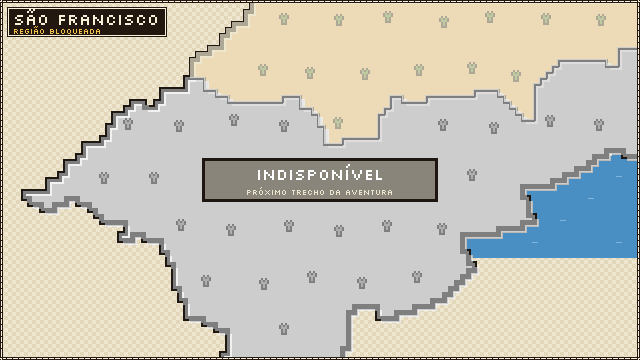 SÃO FRANCISCO
REGIÃO BLOQUEADA
INDISPONÍVEL
PRÓXIMO TRECHO DA AVENTURA